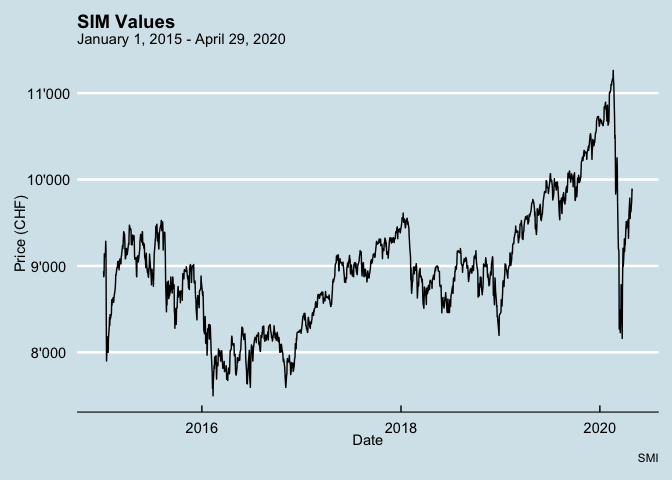 SIM Values
January 1, 2015 - April 29, 2020
11'000
10'000
9'000
8'000
Price (CHF)
2016 2018 2020
Date
SMI